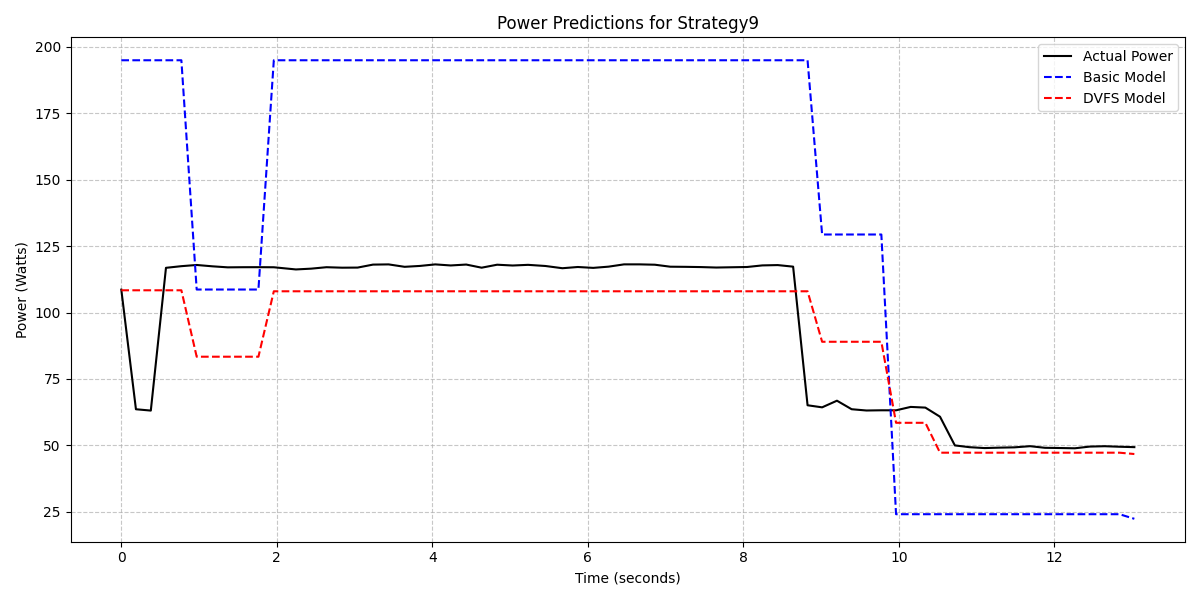 Power Predictions for Strategy9
Actual Power
Basic Model
DVFS Model
Power (Watts)
200
175
150
125
100
75
50
25
0 2 4 6 8 10 12
Time (seconds)